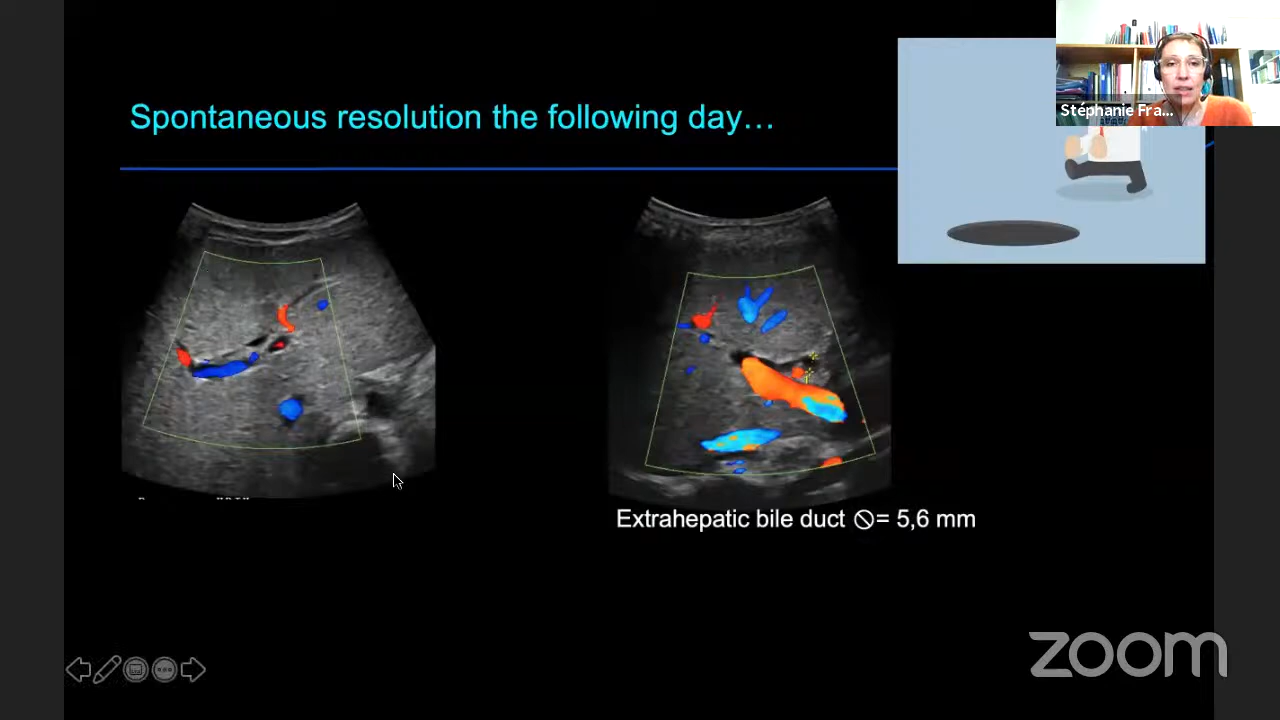 Stéphanie Fra...
Spontaneous resolution the following day...
Extrahepatic bile duct ⃠= 5,6 mm
zoom